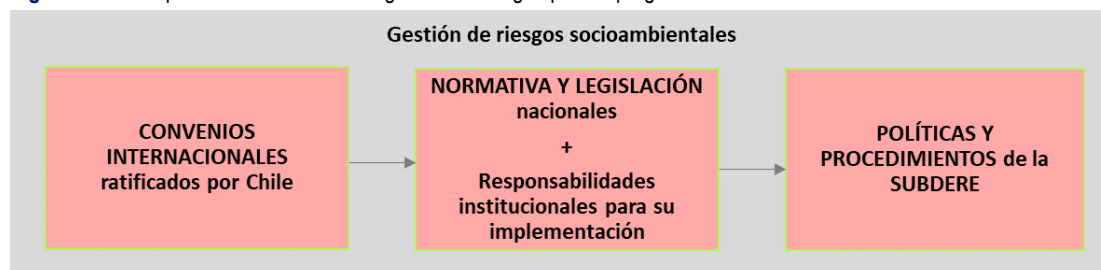 Gestión de riesgos socioambientales
CONVENIOS
INTERNACIONALES
ratificados por Chile
NORMATIVA Y LEGISLACIÓN
nacionales
+
Responsabilidades
institucionales para su
implementación
POLÍTICAS Y
PROCEDIMIENTOS de la
SUBDERE